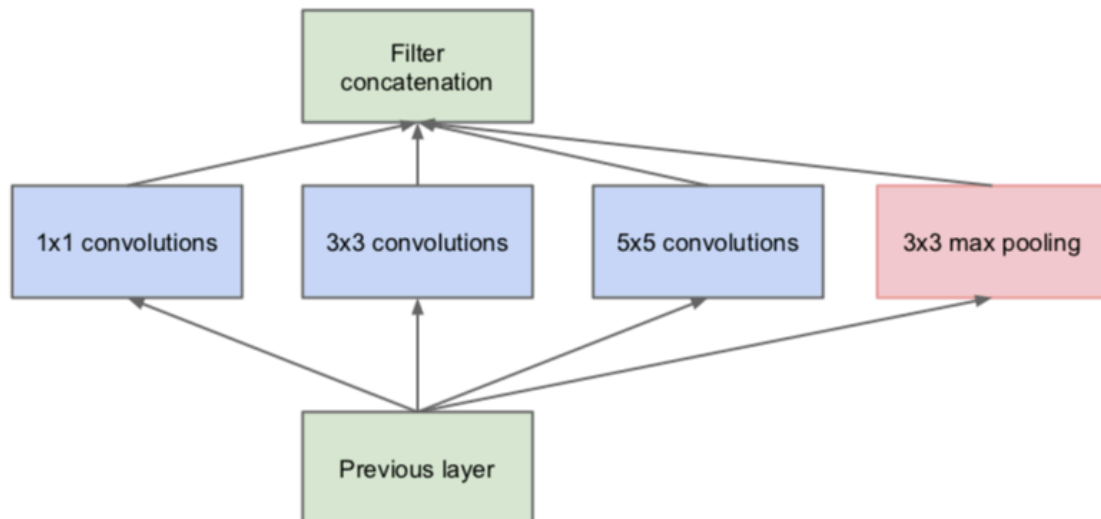 Filter
concatenation
1x1 convolutions
3x3 convolutions
5x5 convolutions
3x3 max pooling
Previous layer